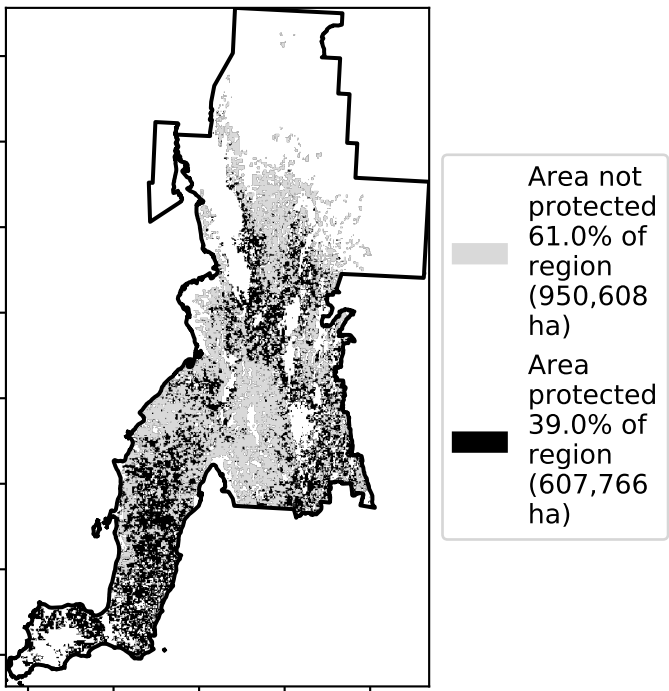 Area not
protected
61.0% of
region
(950,608
ha)
Area
protected
39.0% of
region
(607,766
ha)